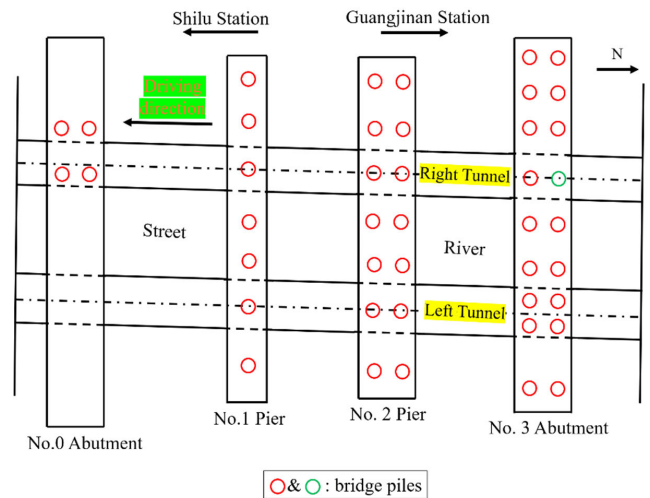 Shilu Station
Guangjinan Station
N
Driving
direction
Right Tunnel
Street
River
Left Tunnel
No.0 Abutment
No.1 Pier
No. 2 Pier
No. 3 Abutment
& : bridge piles